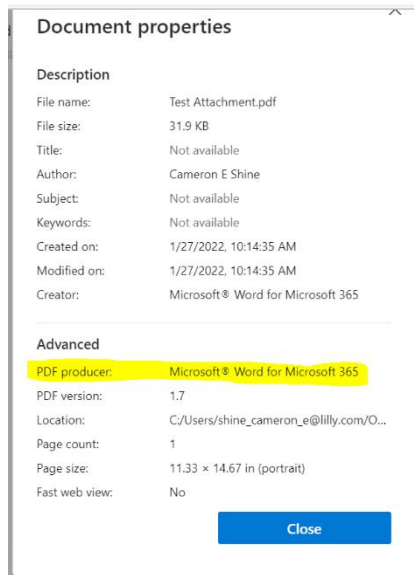 Document properties
Description
File name: Test Attachment.pdf
File size: 31.9 KB
Title: Not available
Author: Cameron E Shine
Subject: Not available
Keywords: Not available
Created on: 1/27/2022, 10:14:35 AM
Modified on: 1/27/2022, 10:14:35 AM
Creator: Microsoft® Word for Microsoft 365
Advanced
PDF producer: Microsoft® Word for Microsoft 365
PDF version: 1.7
Location: C:/Users/shine_cameron_e@lilly.com/O...
Page count: 1
Page size: 11.33 × 14.67 in (portrait)
Fast web view: No
Close